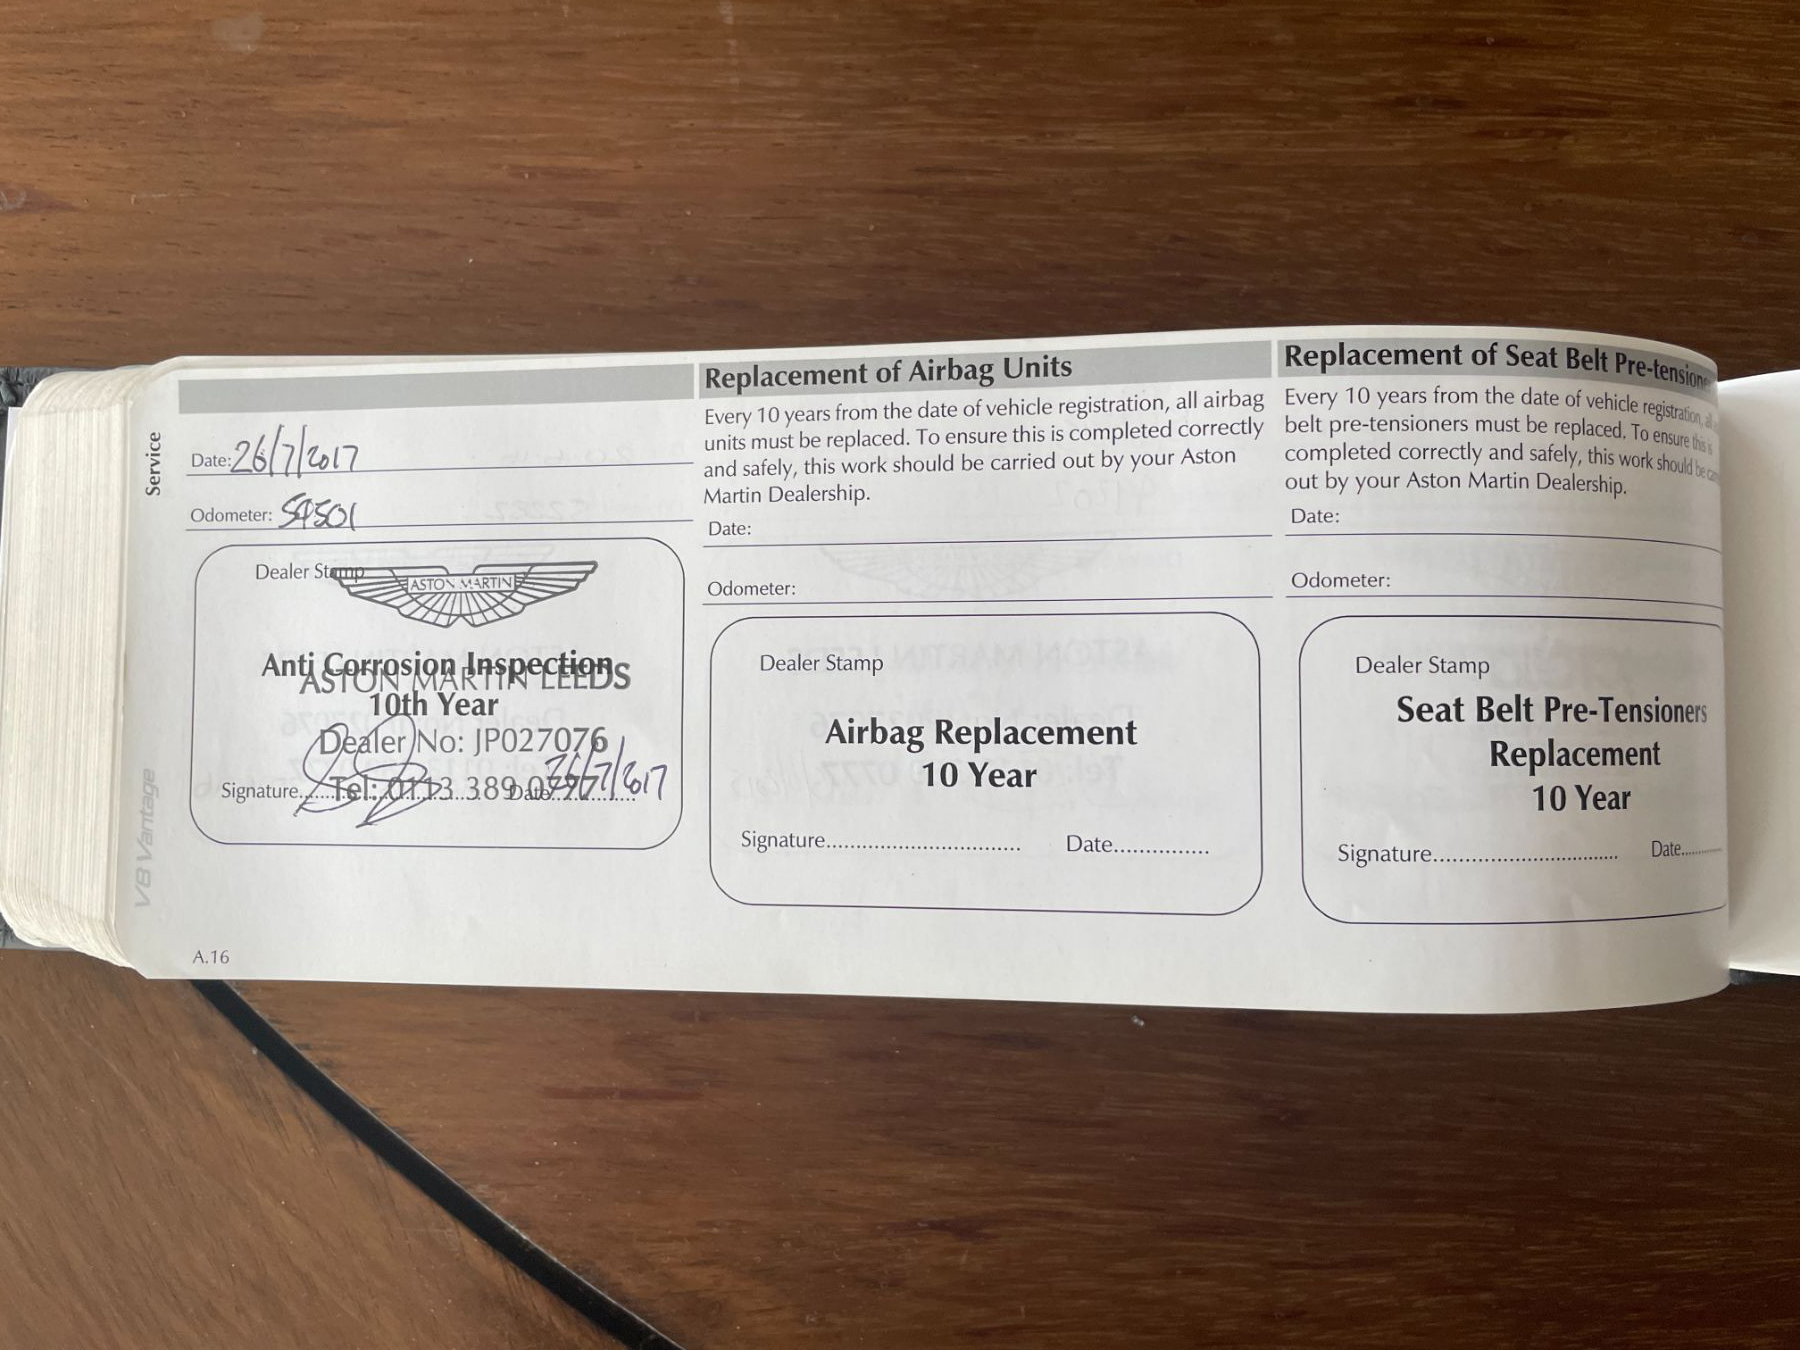 Service
Date: 26/7/2017
Odometer: 59501
Dealer Stamp
ASTON MARTIN
Anti Corrosion Inspection
ASTON MARTIN LEEDS
10th Year
Dealer No: JP027076
Tel: 0113 389 0777
Signature.......... Date.......... 26/7/2017
V8 Vantage
A.16
Replacement of Airbag Units
Every 10 years from the date of vehicle registration, all airbag
units must be replaced. To ensure this is completed correctly
and safely, this work should be carried out by your Aston
Martin Dealership.
Date:
Odometer:
Dealer Stamp
Airbag Replacement
10 Year
Signature................................ Date...............
Replacement of Seat Belt Pre-tensione
Every 10 years from the date of vehicle registration, all
belt pre-tensioners must be replaced. To ensure this is
completed correctly and safely, this work should be
out by your Aston Martin Dealership.
Date:
Odometer:
Dealer Stamp
Seat Belt Pre-Tensioners
Replacement
10 Year
Signature................................ Date..........